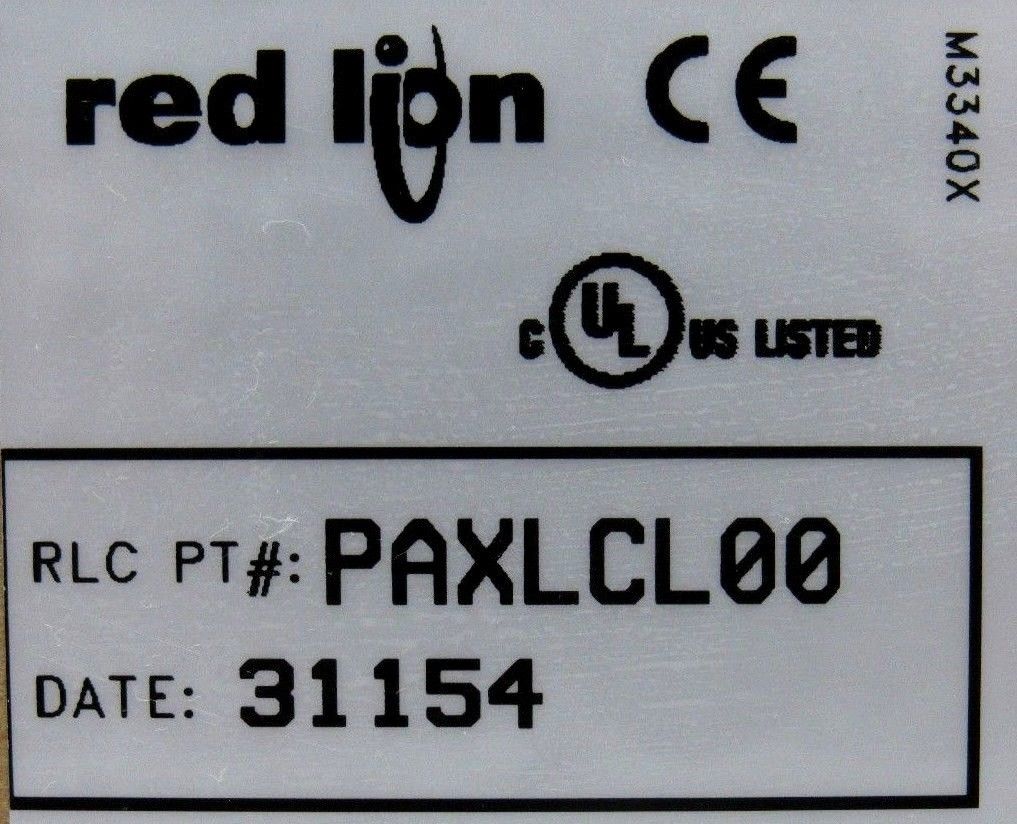 red lion CE
M3340X
C UL US LISTED
RLC PT#: PAXLCL00
DATE: 31154